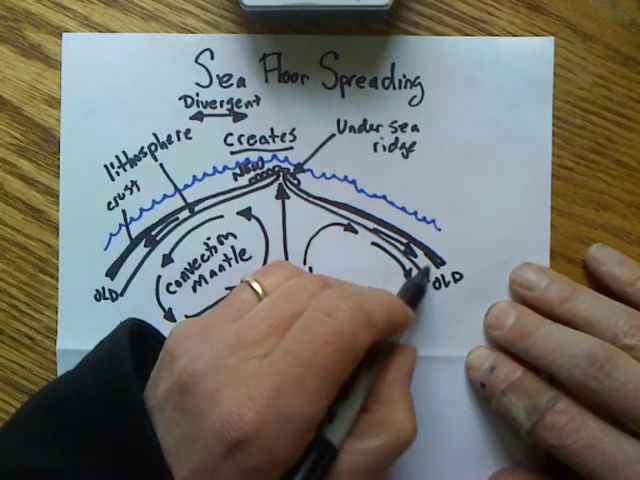 Sea Floor Spreading
Divergent
creates
Under sea
ridge
lithosphere
crust
New
convection
mantle
OLD
OLD